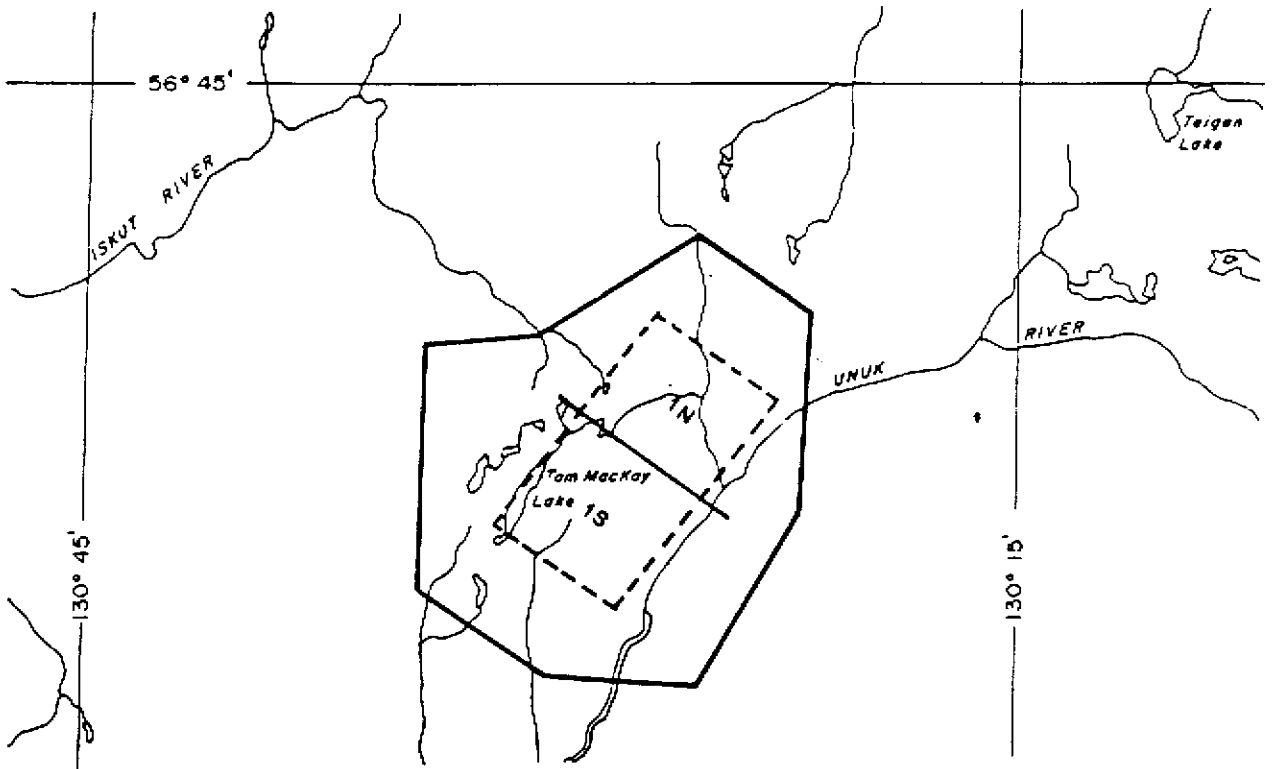 56° 45'
Teigen
Lake
ISKUT RIVER
UNUK RIVER
1N
Tom MacKay
Lake 1S
130° 45'
130° 15'